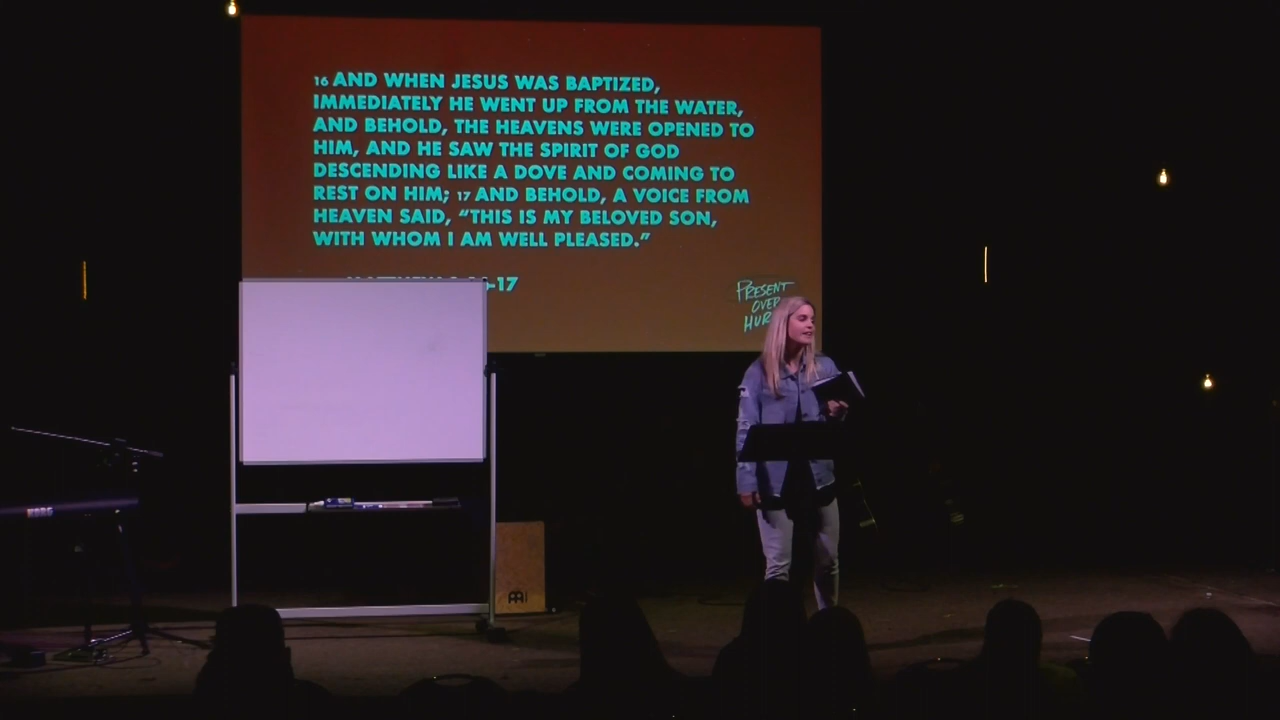 16 AND WHEN JESUS WAS BAPTIZED,
IMMEDIATELY HE WENT UP FROM THE WATER,
AND BEHOLD, THE HEAVENS WERE OPENED TO
HIM, AND HE SAW THE SPIRIT OF GOD
DESCENDING LIKE A DOVE AND COMING TO
REST ON HIM; 17 AND BEHOLD, A VOICE FROM
HEAVEN SAID, “THIS IS MY BELOVED SON,
WITH WHOM I AM WELL PLEASED.”
-17
PRESENT
OVER